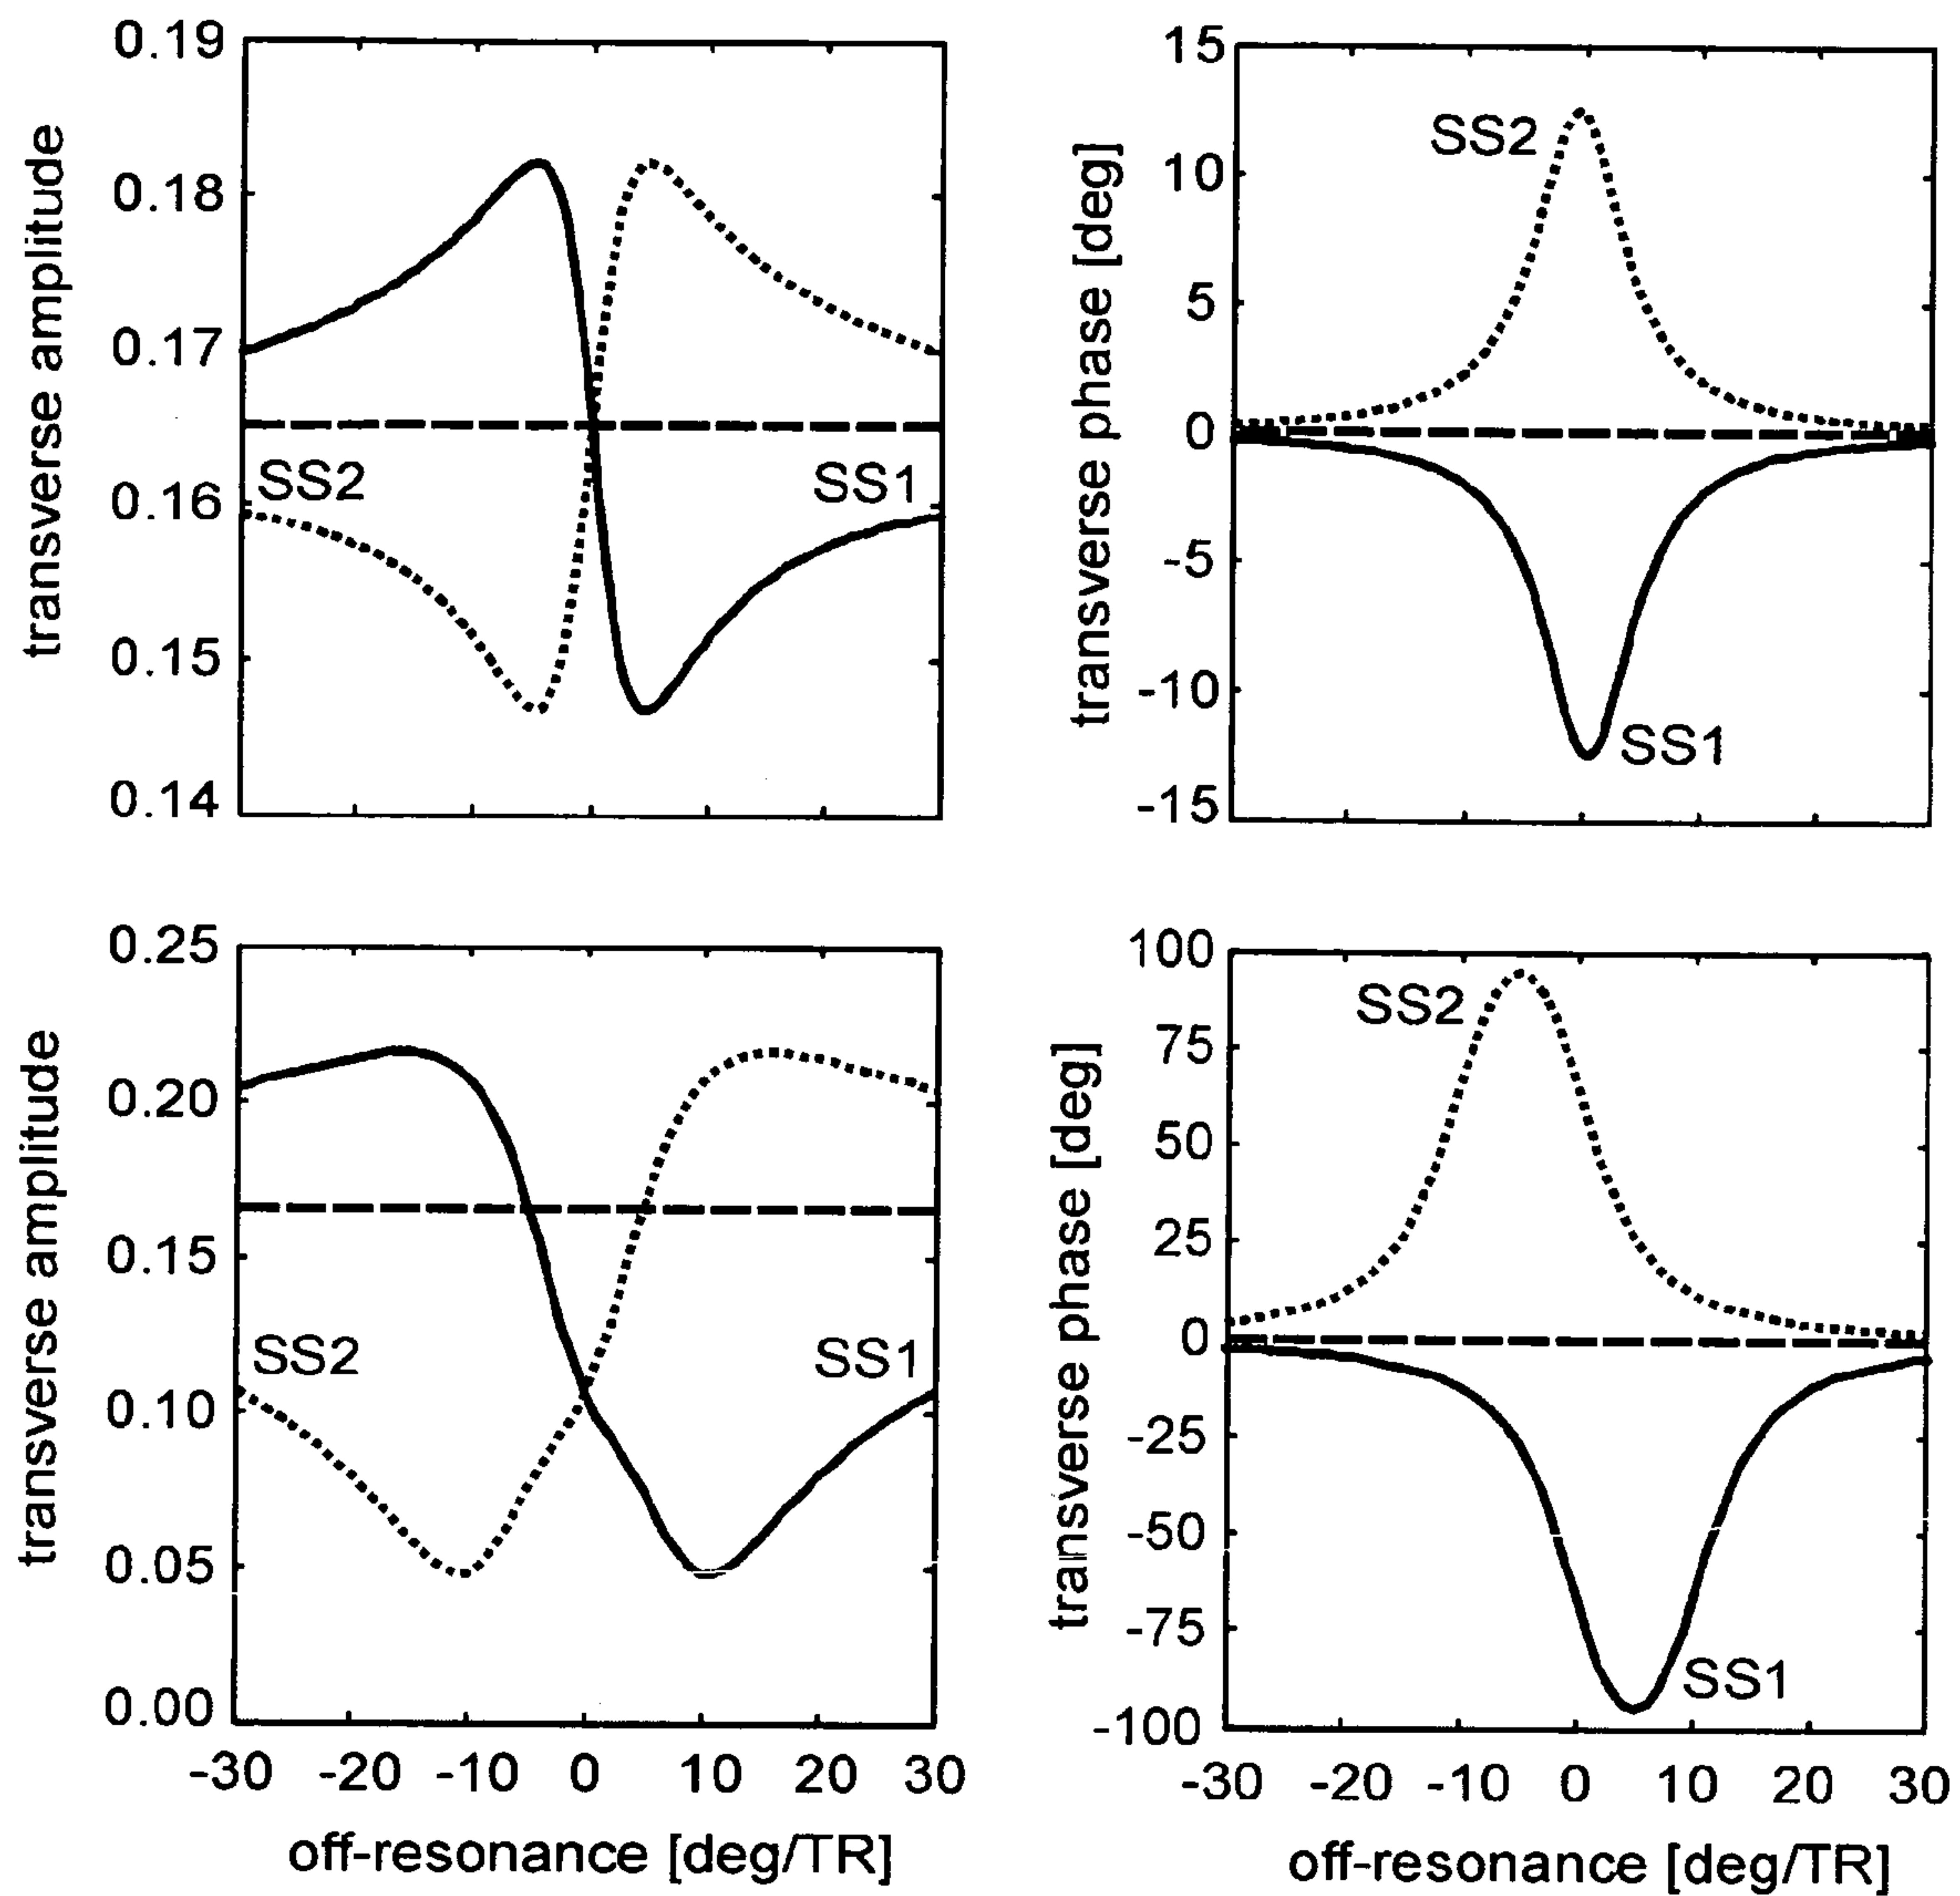 0.19
0.18
0.17
0.16
0.15
0.14
transverse amplitude
SS2
SS1
15
10
5
0
-5
-10
-15
transverse phase [deg]
SS2
SS1
0.25
0.20
0.15
0.10
0.05
0.00
transverse amplitude
SS2
SS1
-30 -20 -10 0 10 20 30
off-resonance [deg/TR]
100
75
50
25
0
-25
-50
-75
-100
transverse phase [deg]
SS2
SS1
-30 -20 -10 0 10 20 30
off-resonance [deg/TR]